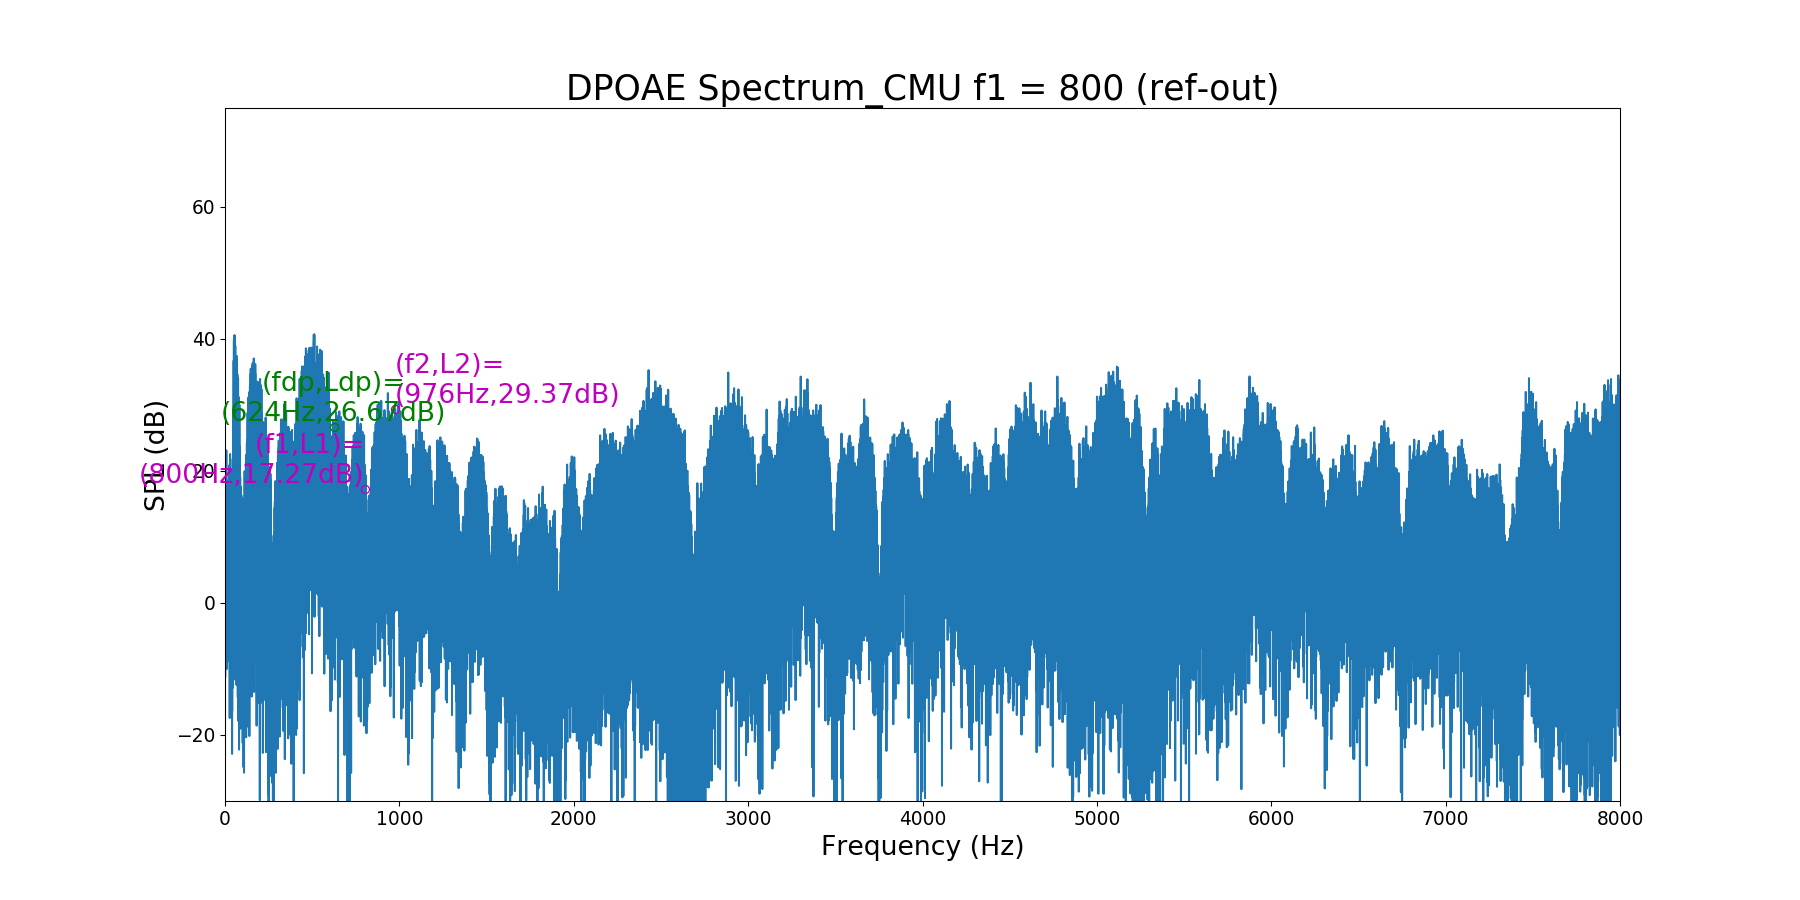 DPOAE Spectrum_CMU f1 = 800 (ref-out)
60
40
20
0
−20
SPL (dB)
(f2,L2)=
(976Hz,29.37dB)
(fdp,Ldp)=
(624Hz,26.67dB)
(f1,L1)=
(800Hz,17.27dB)
0
1000
2000
3000
4000
5000
6000
7000
8000
Frequency (Hz)